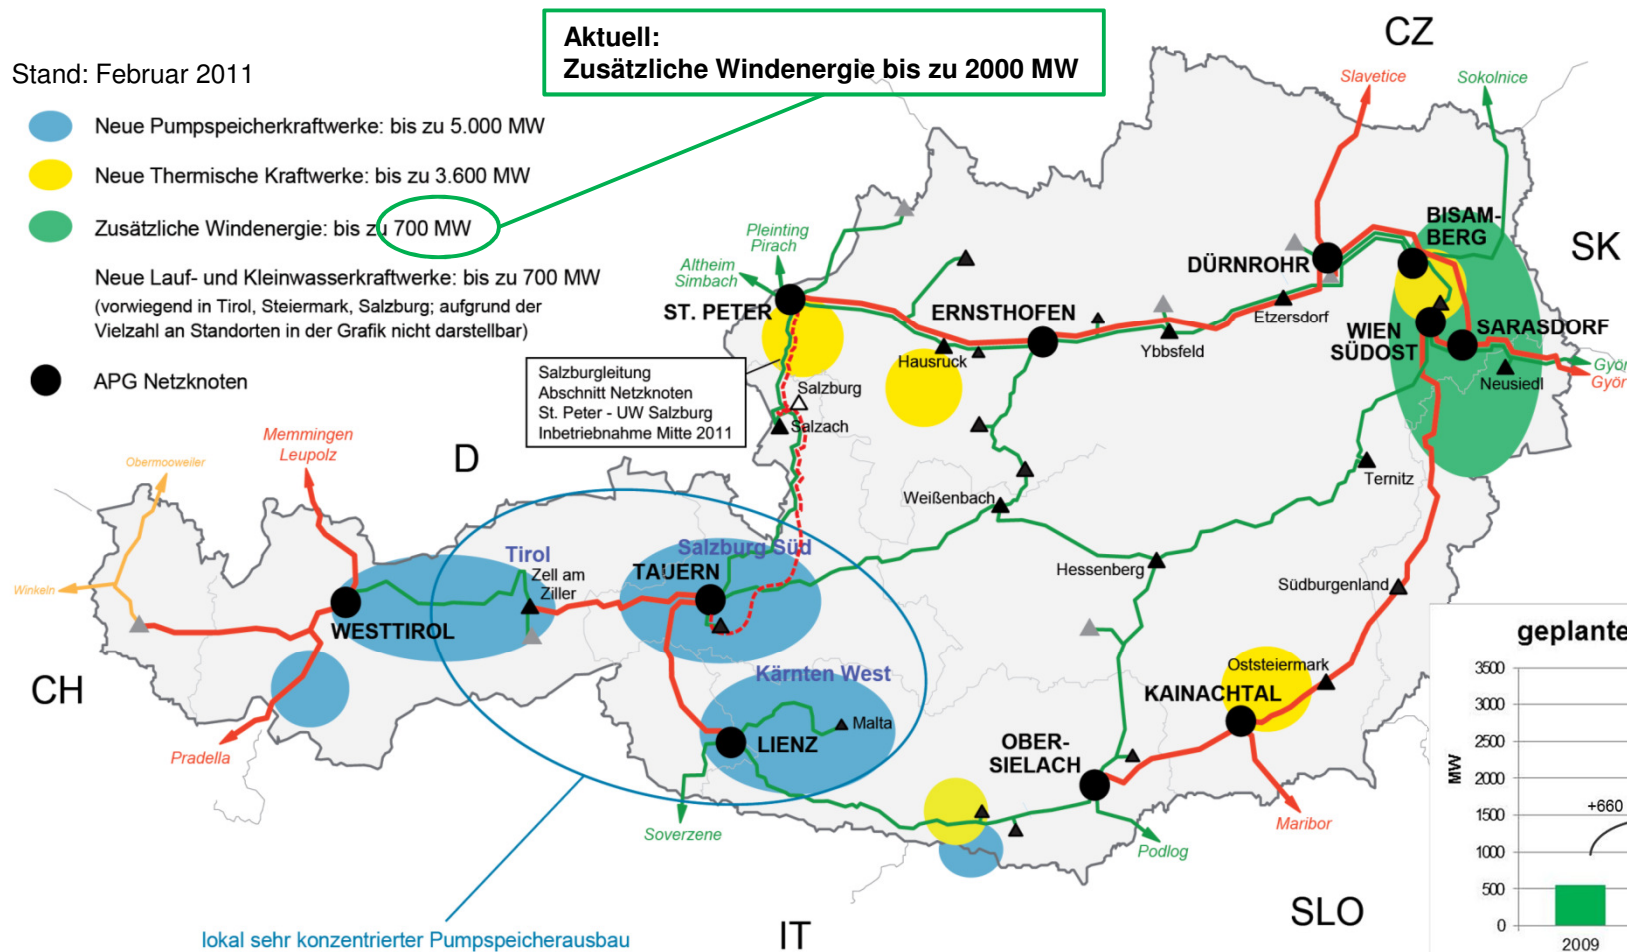 Aktuell:
Zusätzliche Windenergie bis zu 2000 MW
Stand: Februar 2011
Neue Pumpspeicherkraftwerke: bis zu 5.000 MW
Neue Thermische Kraftwerke: bis zu 3.600 MW
Zusätzliche Windenergie: bis zu 700 MW
Neue Lauf- und Kleinwasserkraftwerke: bis zu 700 MW
(vorwiegend in Tirol, Steiermark, Salzburg; aufgrund der
Vielzahl an Standorten in der Grafik nicht darstellbar)
APG Netzknoten
CZ
Slavetice
Sokolnice
SK
Pleinting
Pirach
Altheim
Simbach
ST. PETER
ERNSTHOFEN
DÜRNROHR
BISAM-
BERG
Etzersdorf
Ybbsfeld
Hausruck
WIEN
SÜDOST
SARASDORF
Neusiedl
Györ
Györ
Salzburgleitung
Abschnitt Netzknoten
St. Peter - UW Salzburg
Inbetriebnahme Mitte 2011
Salzburg
Salzach
D
Memmingen
Leupolz
Obermooweiler
Winkeln
CH
Pradella
WESTTIROL
Tirol
Zell am
Ziller
Salzburg Süd
TAUERN
Kärnten West
Malta
LIENZ
Soverzene
Weißenbach
Hessenberg
Ternitz
Südburgenland
Oststeiermark
KAINACHTAL
OBER-
SIELACH
Maribor
Podlog
SLO
IT
lokal sehr konzentrierter Pumpspeicherausbau
geplante
3500
3000
2500
2000
1500
1000
500
0
MW
+660
2009